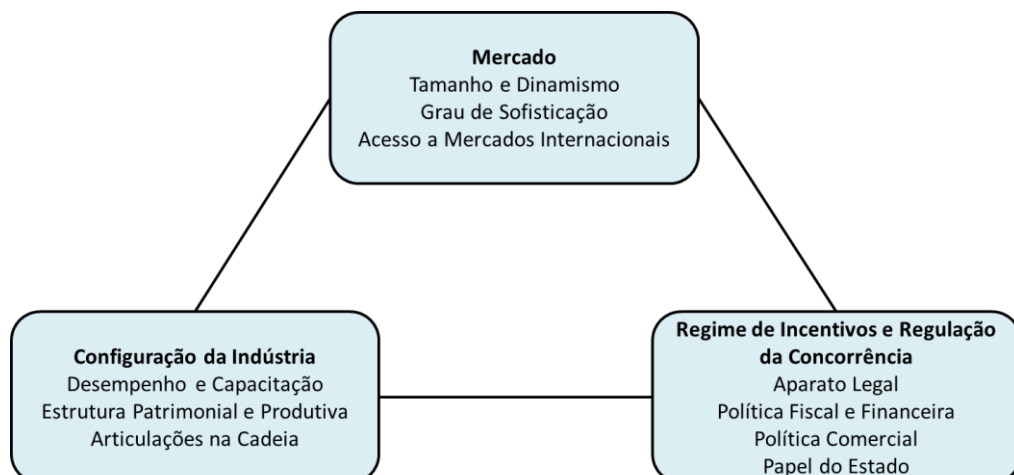 Mercado
Tamanho e Dinamismo
Grau de Sofisticação
Acesso a Mercados Internacionais
Configuração da Indústria
Desempenho e Capacitação
Estrutura Patrimonial e Produtiva
Articulações na Cadeia
Regime de Incentivos e Regulação
da Concorrência
Aparato Legal
Política Fiscal e Financeira
Política Comercial
Papel do Estado